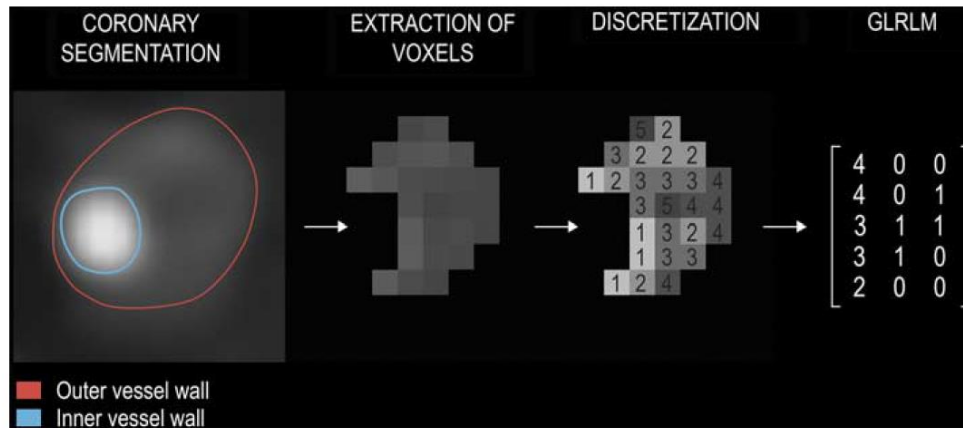 CORONARY
SEGMENTATION
EXTRACTION OF
VOXELS
DISCRETIZATION
GLRLM
5 2
3 2 2 2
1 2 3 3 3 4
3 5 4 4
1 3 2 4
1 3 3
1 2 4
4 0 0
4 0 1
3 1 1
3 1 0
2 0 0
Outer vessel wall
Inner vessel wall